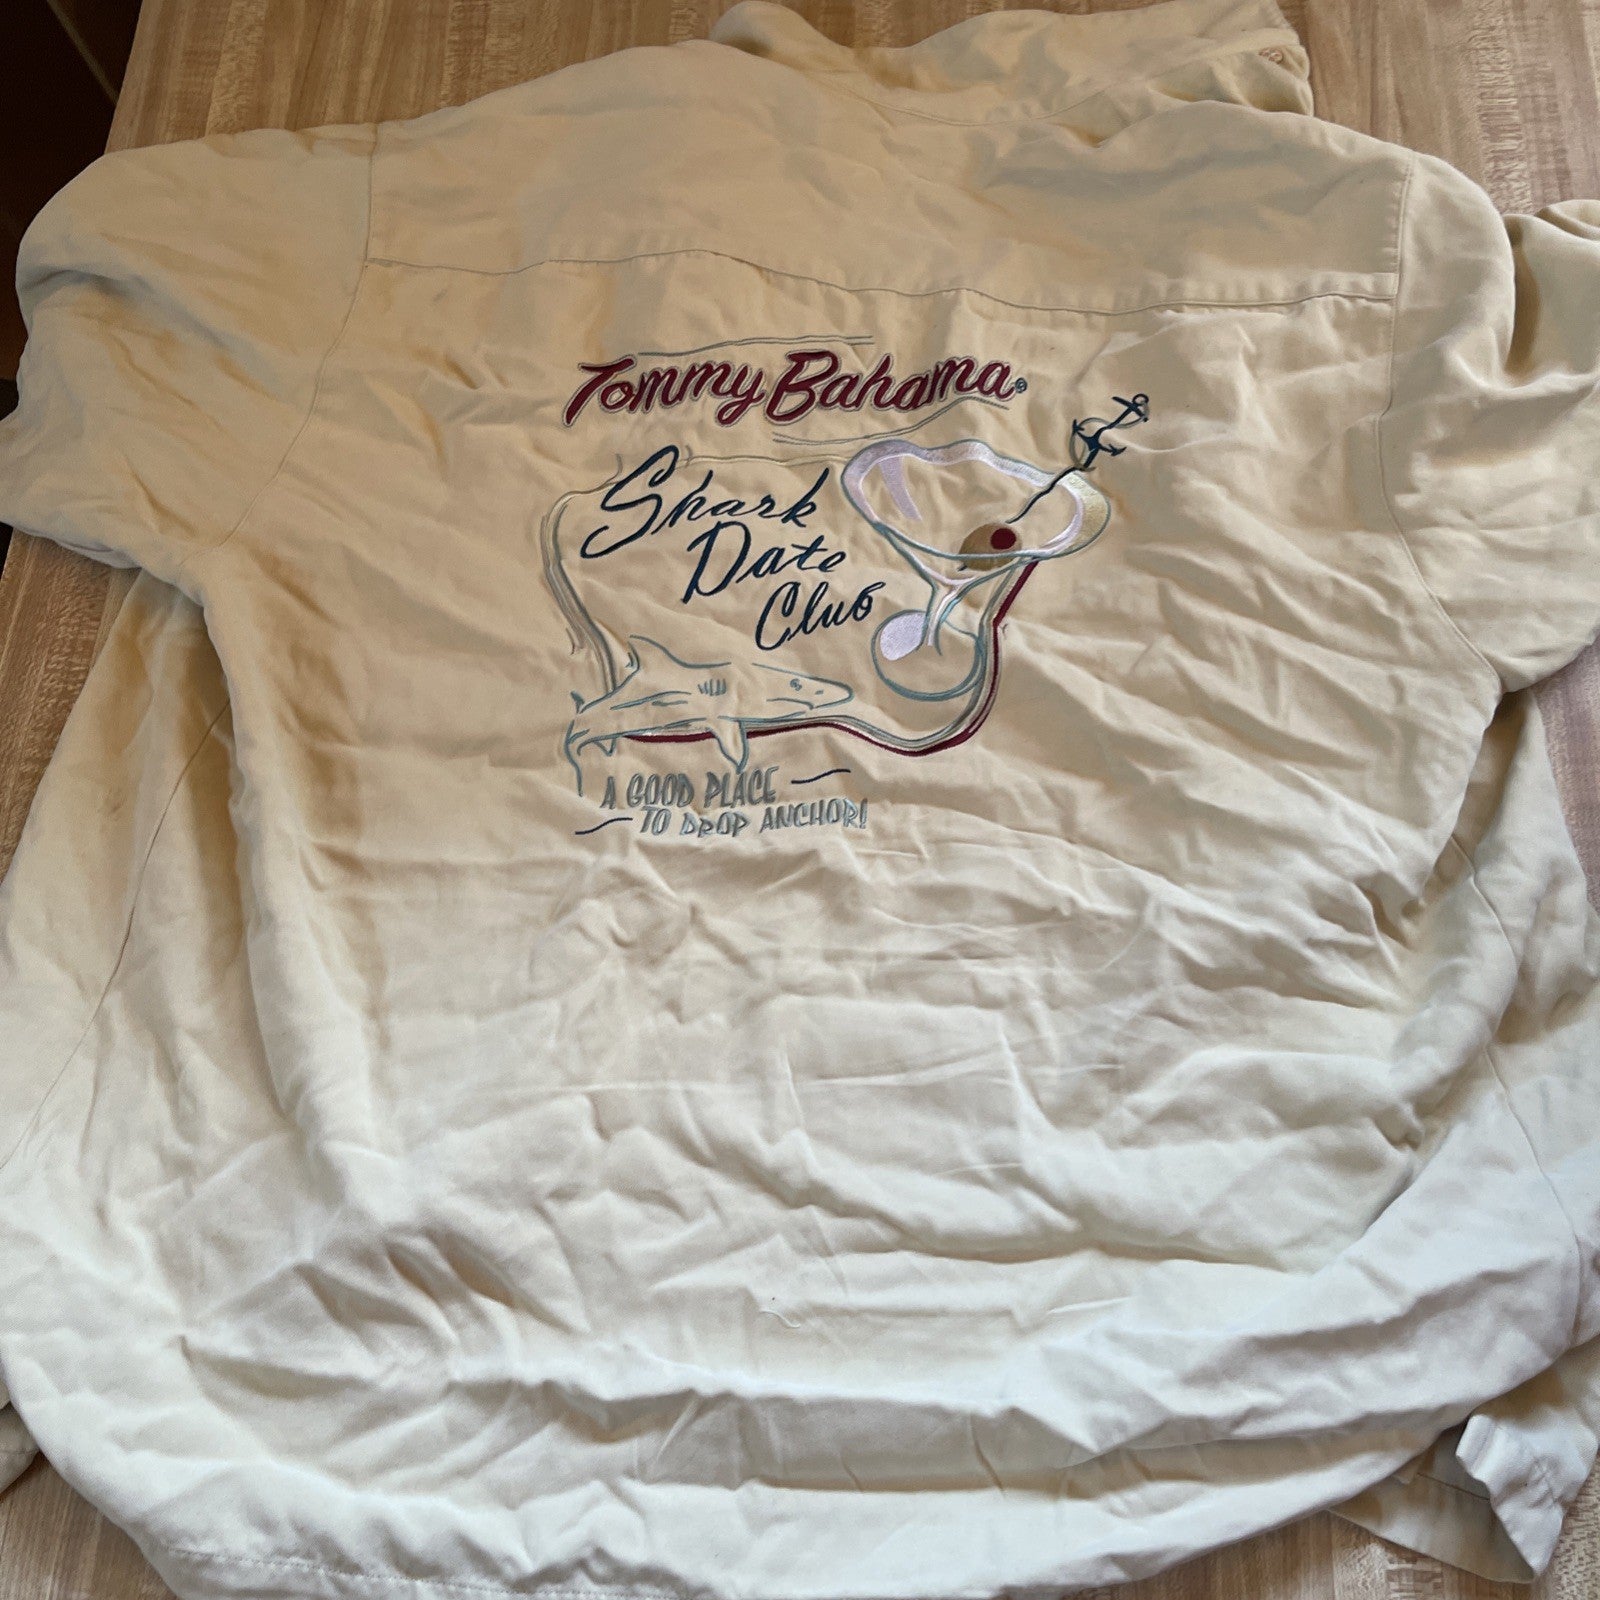 Tommy Bahama®
Shark
Date
Club
A GOOD PLACE
TO DROP ANCHOR!